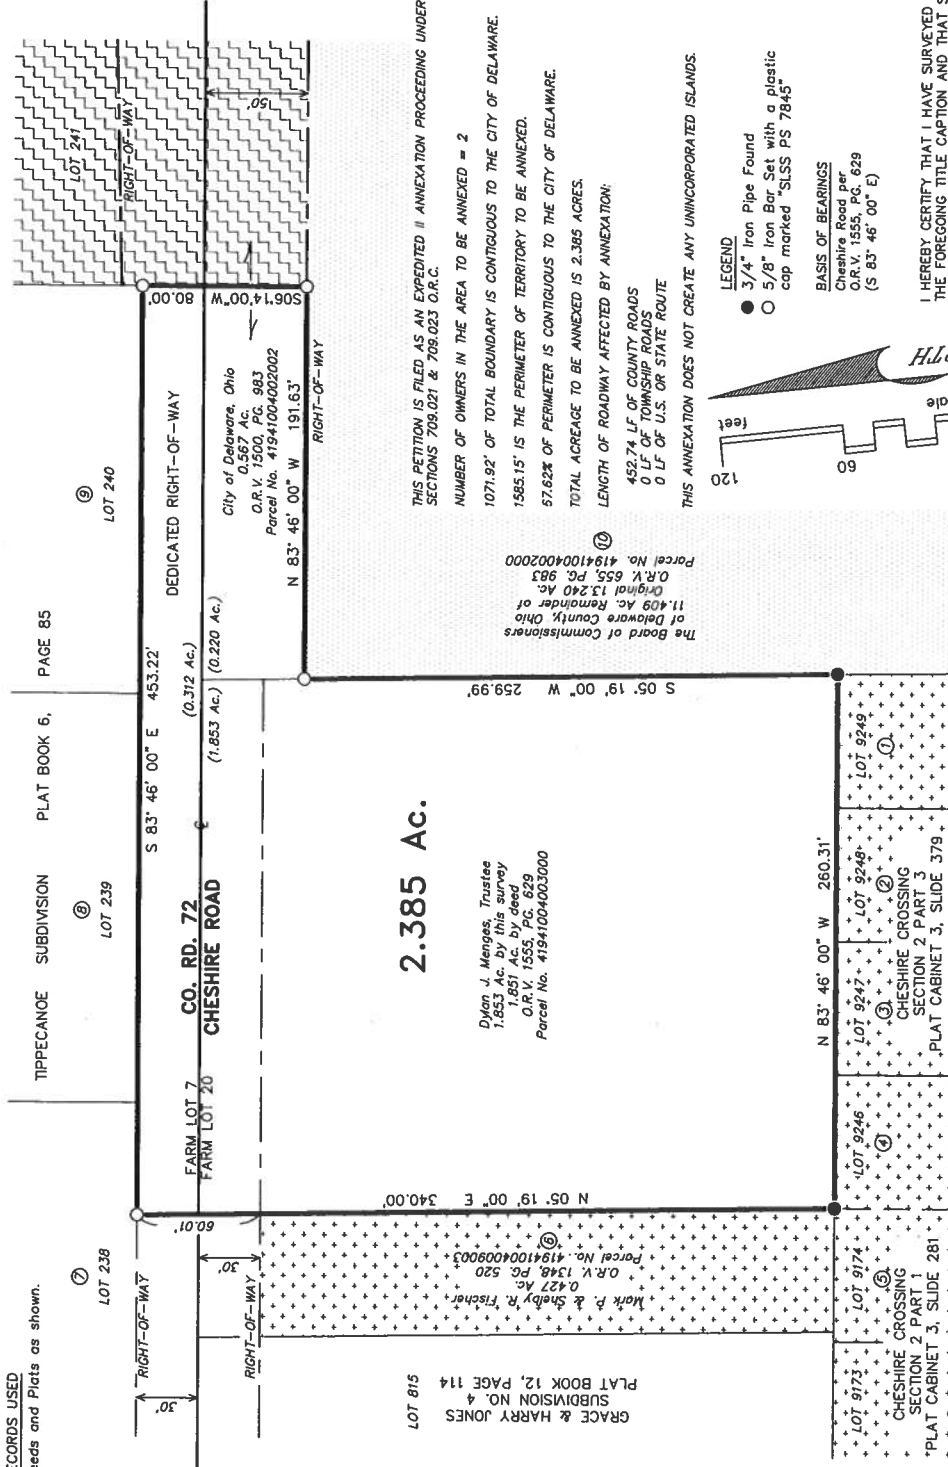 RECORDS USED
Deeds and Plats as shown.
TIPPECANOE SUBDIVISION PLAT BOOK 6, PAGE 85
⑦
LOT 238
⑧
LOT 239
⑨
LOT 240
LOT 241
RIGHT-OF-WAY
30'
RIGHT-OF-WAY
30'
RIGHT-OF-WAY
60.01'
S 83° 46' 00" E 453.22'
DEDICATED RIGHT-OF-WAY
80.00'
S06°14'00"W
150'
FARM LOT 7
FARM LOT 20
CO. RD. 72
CHESHIRE ROAD
(0.312 Ac.)
(1.853 Ac.) (0.220 Ac.)
City of Delaware, Ohio
0.567 Ac.
O.R.V. 1500, PG. 983
Parcel No. 41941004002002
N 83° 46' 00" W 191.63'
RIGHT-OF-WAY
2.385 Ac.
Dylan J. Menges, Trustee
1.853 Ac. by this survey
1.851 Ac. by deed
O.R.V. 1555, PG. 629
Parcel No. 41941004003000
N 05° 19' 00" E 340.00'
S 05° 19' 00" W 259.99'
N 83° 46' 00" W 260.31'
The Board of Commissioners
of Delaware County, Ohio
11.409 Ac. Remainder of
Original 13.240 Ac.
O.R.V. 655, PG. 983
Parcel No. 41941004002000
⑩
Mark P. & Shelby R. Fischer
0.427 Ac.
O.R.V. 1348, PG. 520
Parcel No. 41941004009003
⑥
LOT 815
GRACE & HARRY JONES
SUBDIVISION NO. 4
PLAT BOOK 12, PAGE 114
LOT 9173
LOT 9174
⑤
CHESHIRE CROSSING
SECTION 2 PART 1
PLAT CABINET 3, SLIDE 281
LOT 9246
④
LOT 9247
③
LOT 9248
②
LOT 9249
①
CHESHIRE CROSSING
SECTION 2 PART 3
PLAT CABINET 3, SLIDE 379
THIS PETITION IS FILED AS AN EXPEDITED II ANNEXATION PROCEEDING UNDER
SECTIONS 709.021 & 709.023 O.R.C.
NUMBER OF OWNERS IN THE AREA TO BE ANNEXED = 2
1071.92' OF TOTAL BOUNDARY IS CONTIGUOUS TO THE CITY OF DELAWARE.
1585.15' IS THE PERIMETER OF TERRITORY TO BE ANNEXED.
67.62% OF PERIMETER IS CONTIGUOUS TO THE CITY OF DELAWARE.
TOTAL ACREAGE TO BE ANNEXED IS 2.385 ACRES.
LENGTH OF ROADWAY AFFECTED BY ANNEXATION:
452.74 LF OF COUNTY ROADS
0 LF OF TOWNSHIP ROADS
0 LF OF U.S. OR STATE ROUTE
THIS ANNEXATION DOES NOT CREATE ANY UNINCORPORATED ISLANDS.
LEGEND
● 3/4" Iron Pipe Found
○ 5/8" Iron Bar Set with a plastic
cap marked "SLSS PS 7845"
BASIS OF BEARINGS
Cheshire Road per
O.R.V. 1555, PG. 629
(S 83° 46' 00" E)
feet
120
60
I HEREBY CERTIFY THAT I HAVE SURVEYED
THE FOREGOING TITLE CAPTION AND THAT S